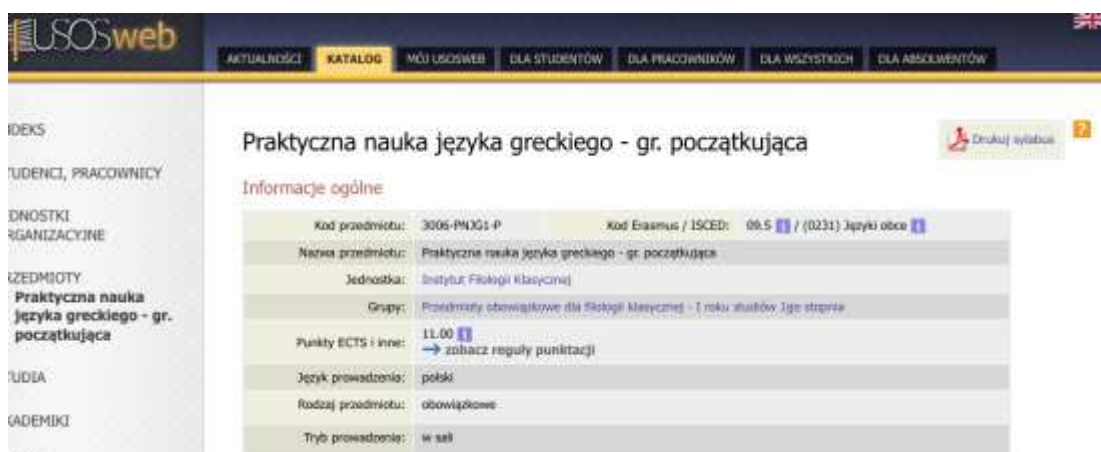 USOSweb
AKTUALNOŚCI KATALOG MÓJ USOSWEB DLA STUDENTÓW DLA PRACOWNIKÓW DLA WSZYSTKICH DLA ABSOLWENTÓW
DEKS
UDENCI, PRACOWNICY
DNOSTKI
RGANIZACYJNE
RZEDMIOTY
Praktyczna nauka
języka greckiego - gr.
początkująca
TUDIA
KADEMIKI
Praktyczna nauka języka greckiego - gr. początkująca
Drukuj sylabus
?
Informacje ogólne
Kod przedmiotu: 3006-PNJG1-P Kod Erasmus / ISCED: 09.5 i / (0231) Języki obce i
Nazwa przedmiotu: Praktyczna nauka języka greckiego - gr. początkująca
Jednostka: Instytut Filologii Klasycznej
Grupy: Przedmioty obowiązkowe dla filologii klasycznej - I roku studiów 1go stopnia
Punkty ECTS i inne: 11.00 i
→ zobacz reguły punktacji
Język prowadzenia: polski
Rodzaj przedmiotu: obowiązkowe
Tryb prowadzenia: w sali